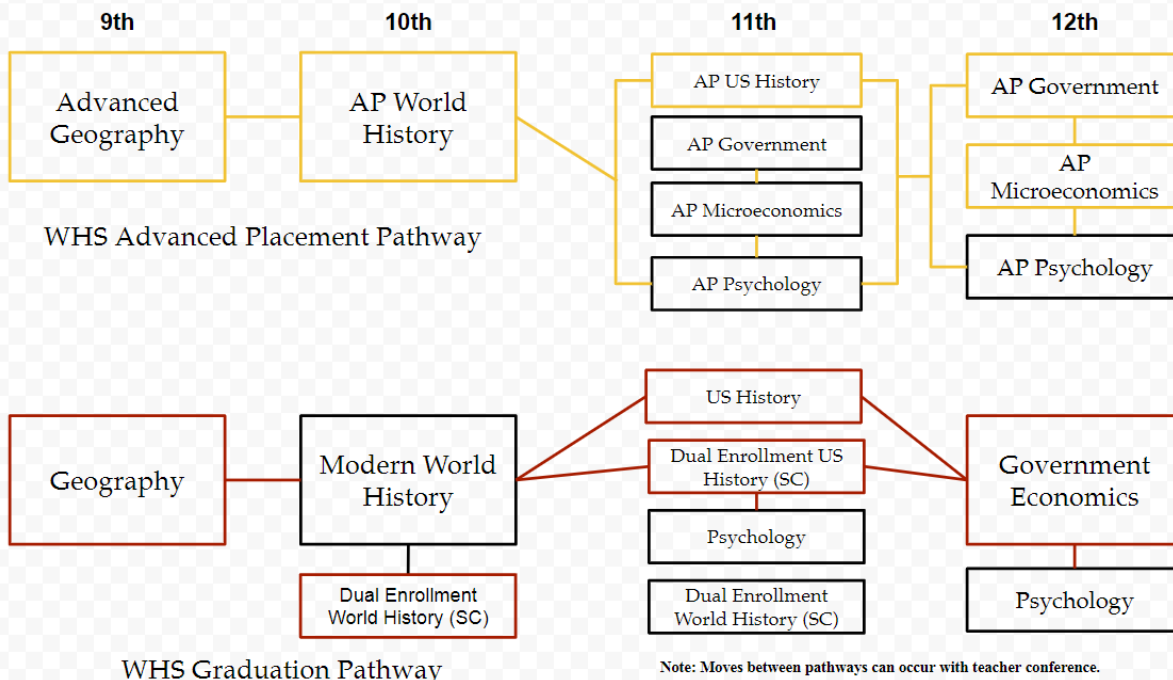 9th
10th
11th
12th
Advanced
Geography
AP World
History
AP US History
AP Government
AP Microeconomics
AP Psychology
AP Government
AP
Microeconomics
AP Psychology
WHS Advanced Placement Pathway
Geography
Modern World
History
Dual Enrollment
World History (SC)
US History
Dual Enrollment US
History (SC)
Psychology
Dual Enrollment
World History (SC)
Government
Economics
Psychology
WHS Graduation Pathway
Note: Moves between pathways can occur with teacher conference.